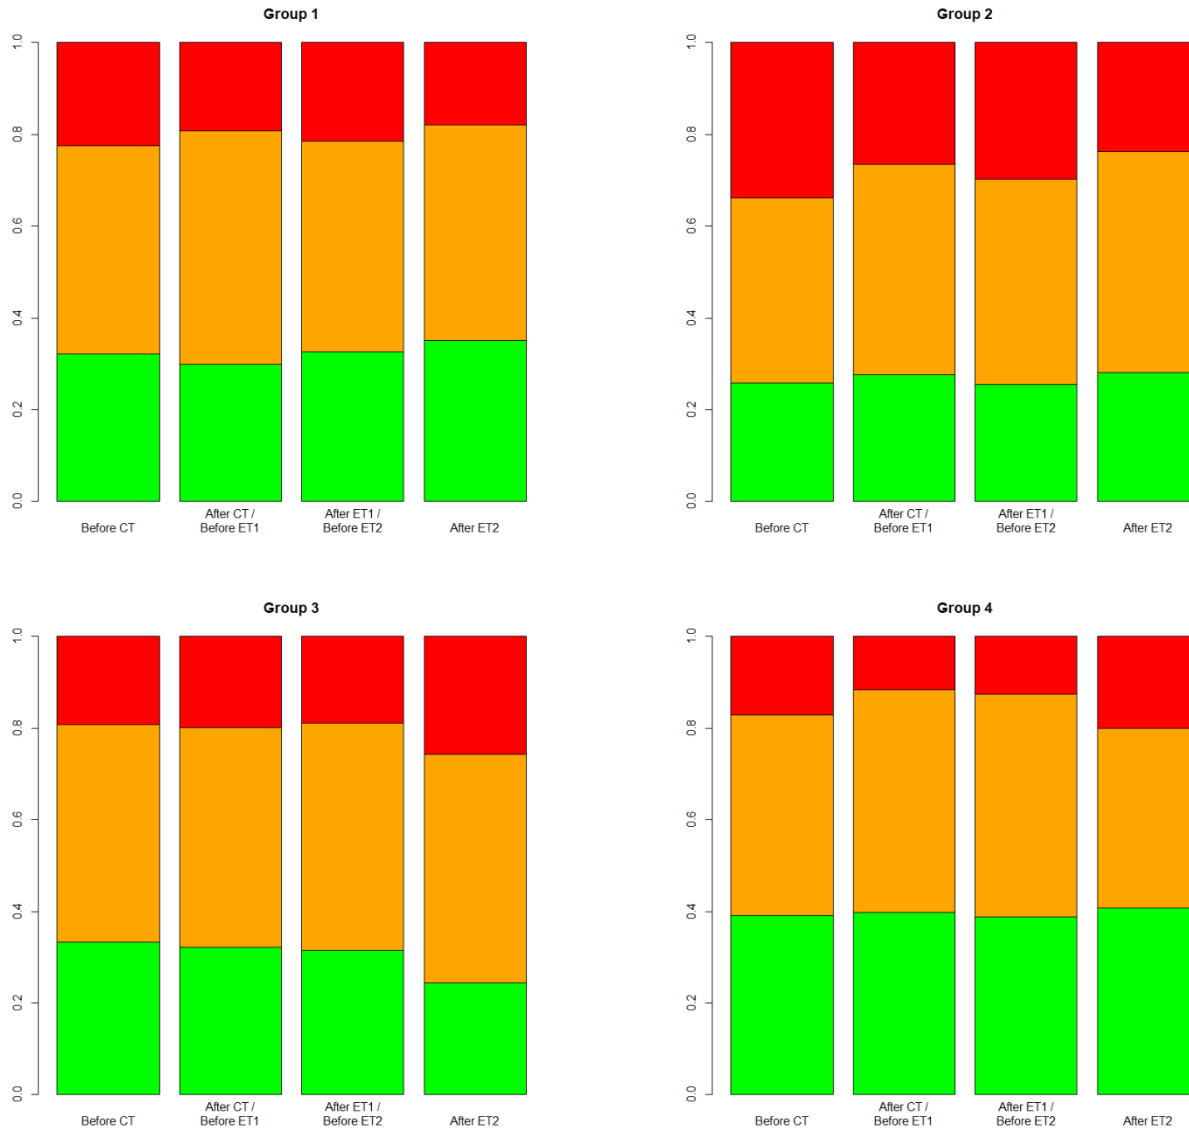 Group 1
1.0
0.8
0.6
0.4
0.2
0.0
Before CT
After CT /
Before ET1
After ET1 /
Before ET2
After ET2
Group 2
1.0
0.8
0.6
0.4
0.2
0.0
Before CT
After CT /
Before ET1
After ET1 /
Before ET2
After ET2
Group 3
1.0
0.8
0.6
0.4
0.2
0.0
Before CT
After CT /
Before ET1
After ET1 /
Before ET2
After ET2
Group 4
1.0
0.8
0.6
0.4
0.2
0.0
Before CT
After CT /
Before ET1
After ET1 /
Before ET2
After ET2